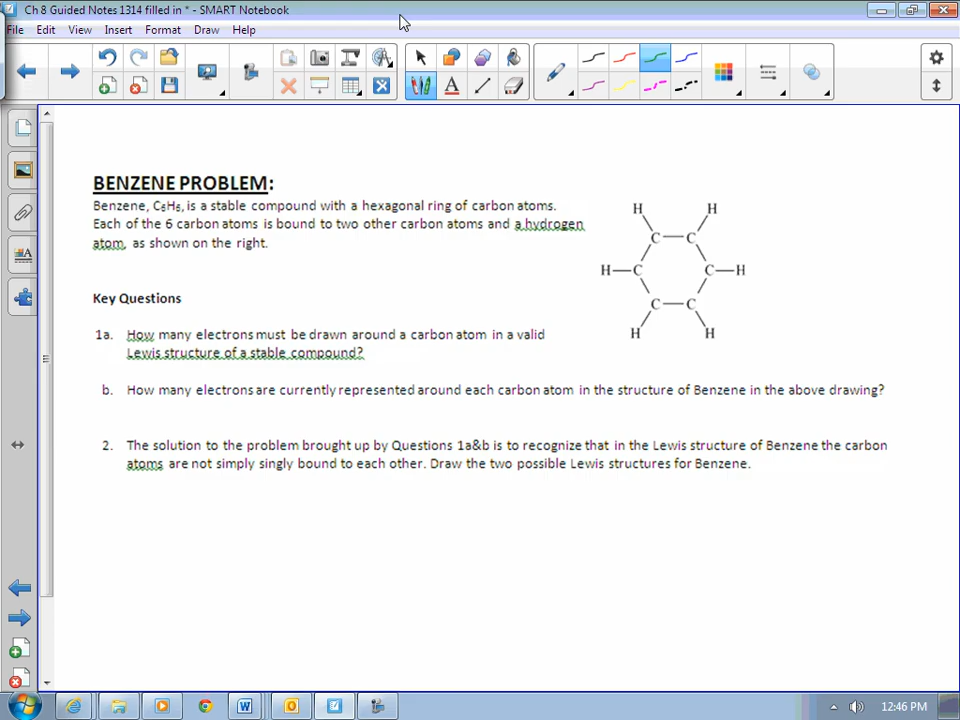 Ch 8 Guided Notes 1314 filled in * - SMART Notebook
File Edit View Insert Format Draw Help
BENZENE PROBLEM:
Benzene, C₆H₆, is a stable compound with a hexagonal ring of carbon atoms.
Each of the 6 carbon atoms is bound to two other carbon atoms and a hydrogen
atom, as shown on the right.
H H
C C
H C C H
C C
H H
Key Questions
1a. How many electrons must be drawn around a carbon atom in a valid
Lewis structure of a stable compound?
b. How many electrons are currently represented around each carbon atom in the structure of Benzene in the above drawing?
2. The solution to the problem brought up by Questions 1a&b is to recognize that in the Lewis structure of Benzene the carbon
atoms are not simply singly bound to each other. Draw the two possible Lewis structures for Benzene.
12:46 PM